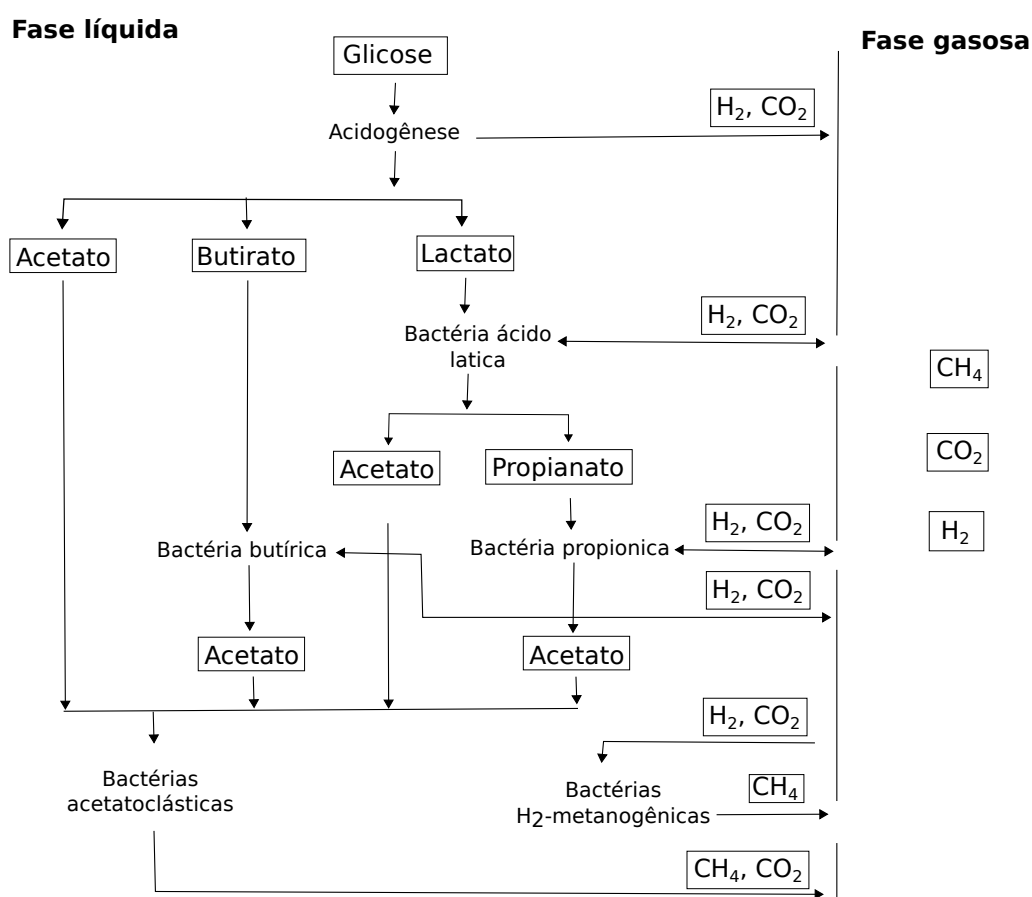 Fase líquida
Fase gasosa
Glicose
H₂, CO₂
Acidogênese
Acetato
Butirato
Lactato
H₂, CO₂
Bactéria ácido
latica
CH₄
Acetato
Propianato
CO₂
H₂, CO₂
H₂
Bactéria butírica
Bactéria propionica
H₂, CO₂
Acetato
Acetato
H₂, CO₂
Bactérias
acetatoclásticas
Bactérias
H2-metanogênicas
CH₄
CH₄, CO₂